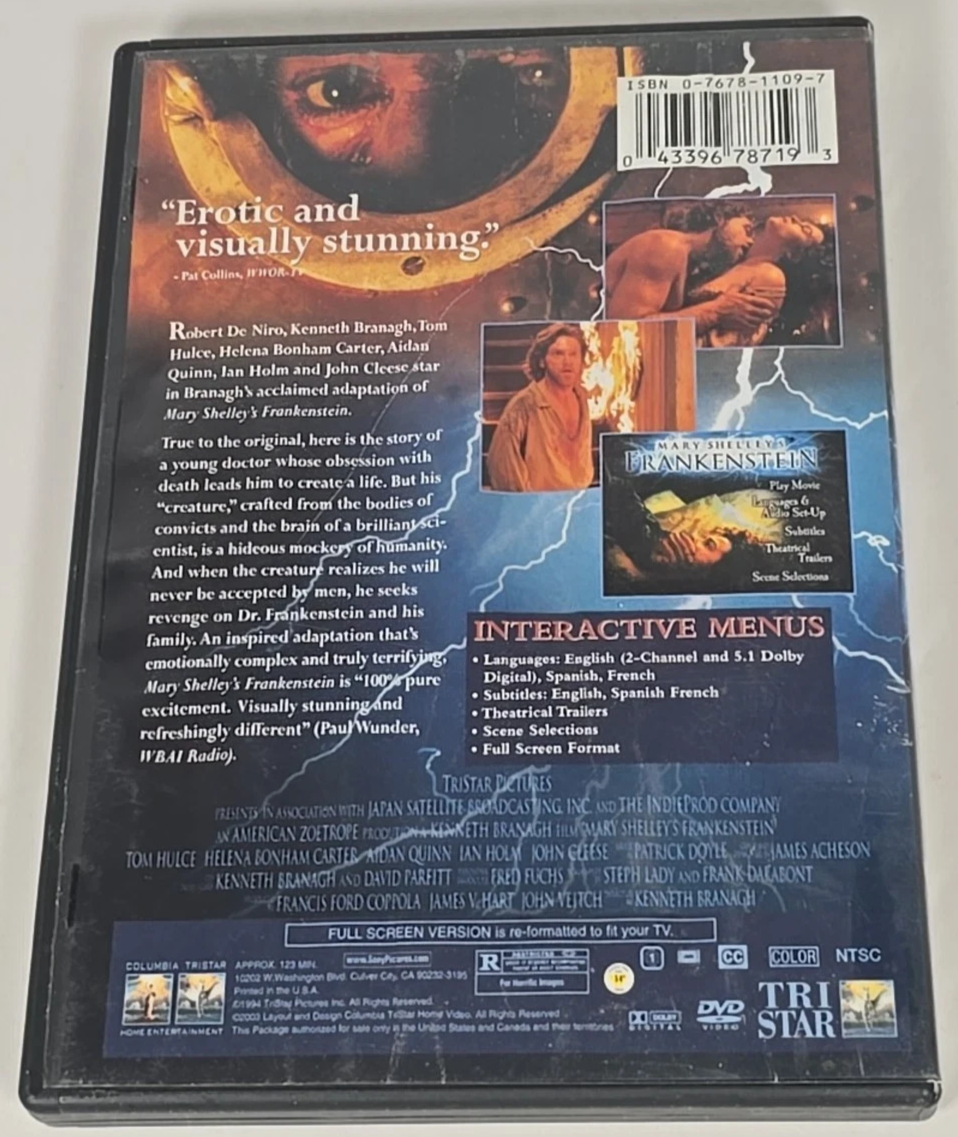 ISBN 0-7678-1109-7
0 43396 78719 3
“Erotic and
visually stunning.”
- Pat Collins, WWOR-TV
Robert De Niro, Kenneth Branagh, Tom
Hulce, Helena Bonham Carter, Aidan
Quinn, Ian Holm and John Cleese star
in Branagh's acclaimed adaptation of
Mary Shelley's Frankenstein.
True to the original, here is the story of
a young doctor whose obsession with
death leads him to create a life. But his
“creature,” crafted from the bodies of
convicts and the brain of a brilliant sci-
entist, is a hideous mockery of humanity.
And when the creature realizes he will
never be accepted by men, he seeks
revenge on Dr. Frankenstein and his
family. An inspired adaptation that's
emotionally complex and truly terrifying,
Mary Shelley's Frankenstein is “100% pure
excitement. Visually stunning and
refreshingly different” (Paul Wunder,
WBAI Radio).
MARY SHELLEY'S
FRANKENSTEIN
Play Movie
Languages &
Audio Set-Up
Subtitles
Theatrical
Trailers
Scene Selections
INTERACTIVE MENUS
• Languages: English (2-Channel and 5.1 Dolby
Digital), Spanish, French
• Subtitles: English, Spanish French
• Theatrical Trailers
• Scene Selections
• Full Screen Format
TRISTAR PICTURES
PRESENTS IN ASSOCIATION WITH JAPAN SATELLITE BROADCASTING, INC. AND THE INDIEPROD COMPANY
AN AMERICAN ZOETROPE PRODUCTION A KENNETH BRANAGH FILM "MARY SHELLEY'S FRANKENSTEIN"
TOM HULCE HELENA BONHAM CARTER AIDAN QUINN IAN HOLM JOHN CLEESE PATRICK DOYLE JAMES ACHESON
KENNETH BRANAGH AND DAVID PARFITT FRED FUCHS STEPH LADY AND FRANK DARABONT
FRANCIS FORD COPPOLA JAMES V. HART JOHN VEITCH KENNETH BRANAGH
FULL SCREEN VERSION is re-formatted to fit your TV.
COLUMBIA TRISTAR
HOME ENTERTAINMENT
APPROX. 123 MIN. www.SonyPictures.com
10202 W. Washington Blvd. Culver City, CA 90232-3195
Printed in the U.S.A.
©1994 TriStar Pictures Inc. All Rights Reserved.
©2003 Layout and Design Columbia TriStar Home Video. All Rights Reserved
This Package authorized for sale only in the United States and Canada and their territories
R RESTRICTED
For Horrific Images
1 CC COLOR NTSC
DOLBY
DIGITAL
DVD
VIDEO
TRI
STAR